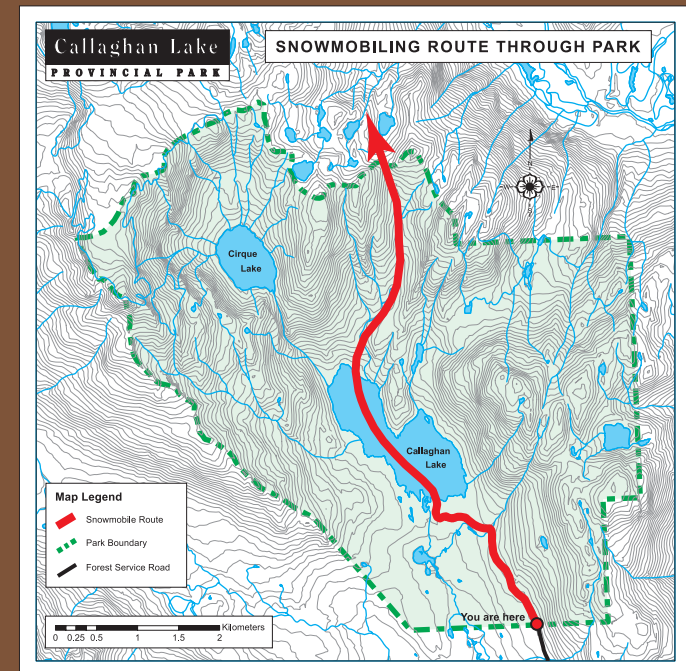 Callaghan Lake
PROVINCIAL PARK
SNOWMOBILING ROUTE THROUGH PARK
N
W
E
S
Cirque
Lake
Callaghan
Lake
Map Legend
Snowmobile Route
Park Boundary
Forest Service Road
You are here
Kilometers
0 0.25 0.5 1 1.5 2